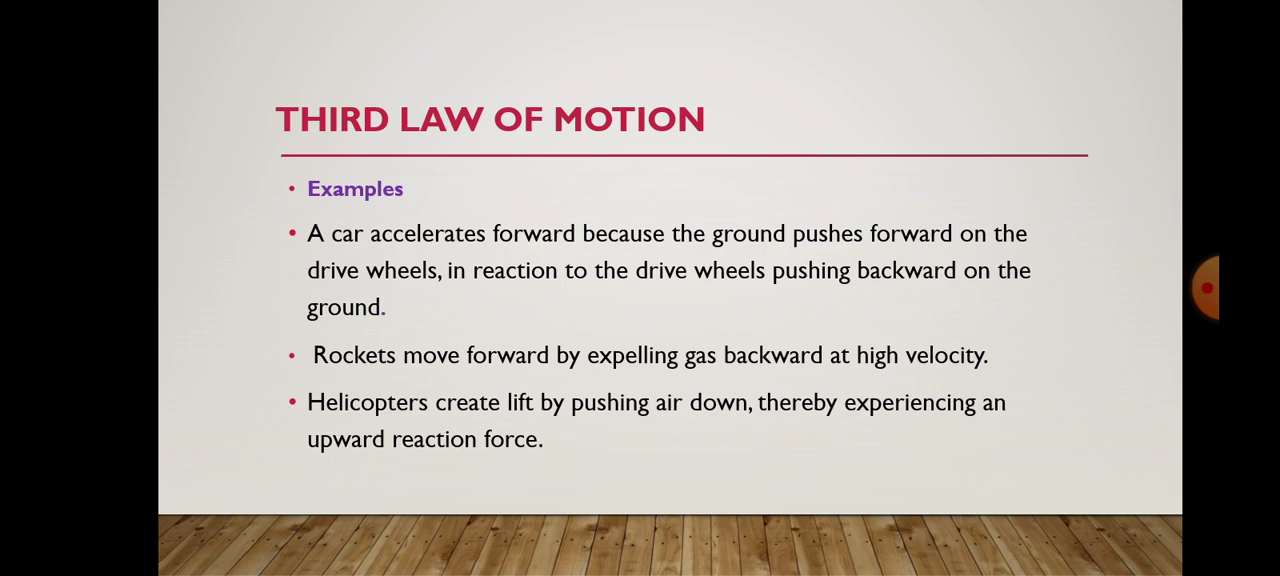 THIRD LAW OF MOTION
• Examples
• A car accelerates forward because the ground pushes forward on the
drive wheels, in reaction to the drive wheels pushing backward on the
ground.
• Rockets move forward by expelling gas backward at high velocity.
• Helicopters create lift by pushing air down, thereby experiencing an
upward reaction force.